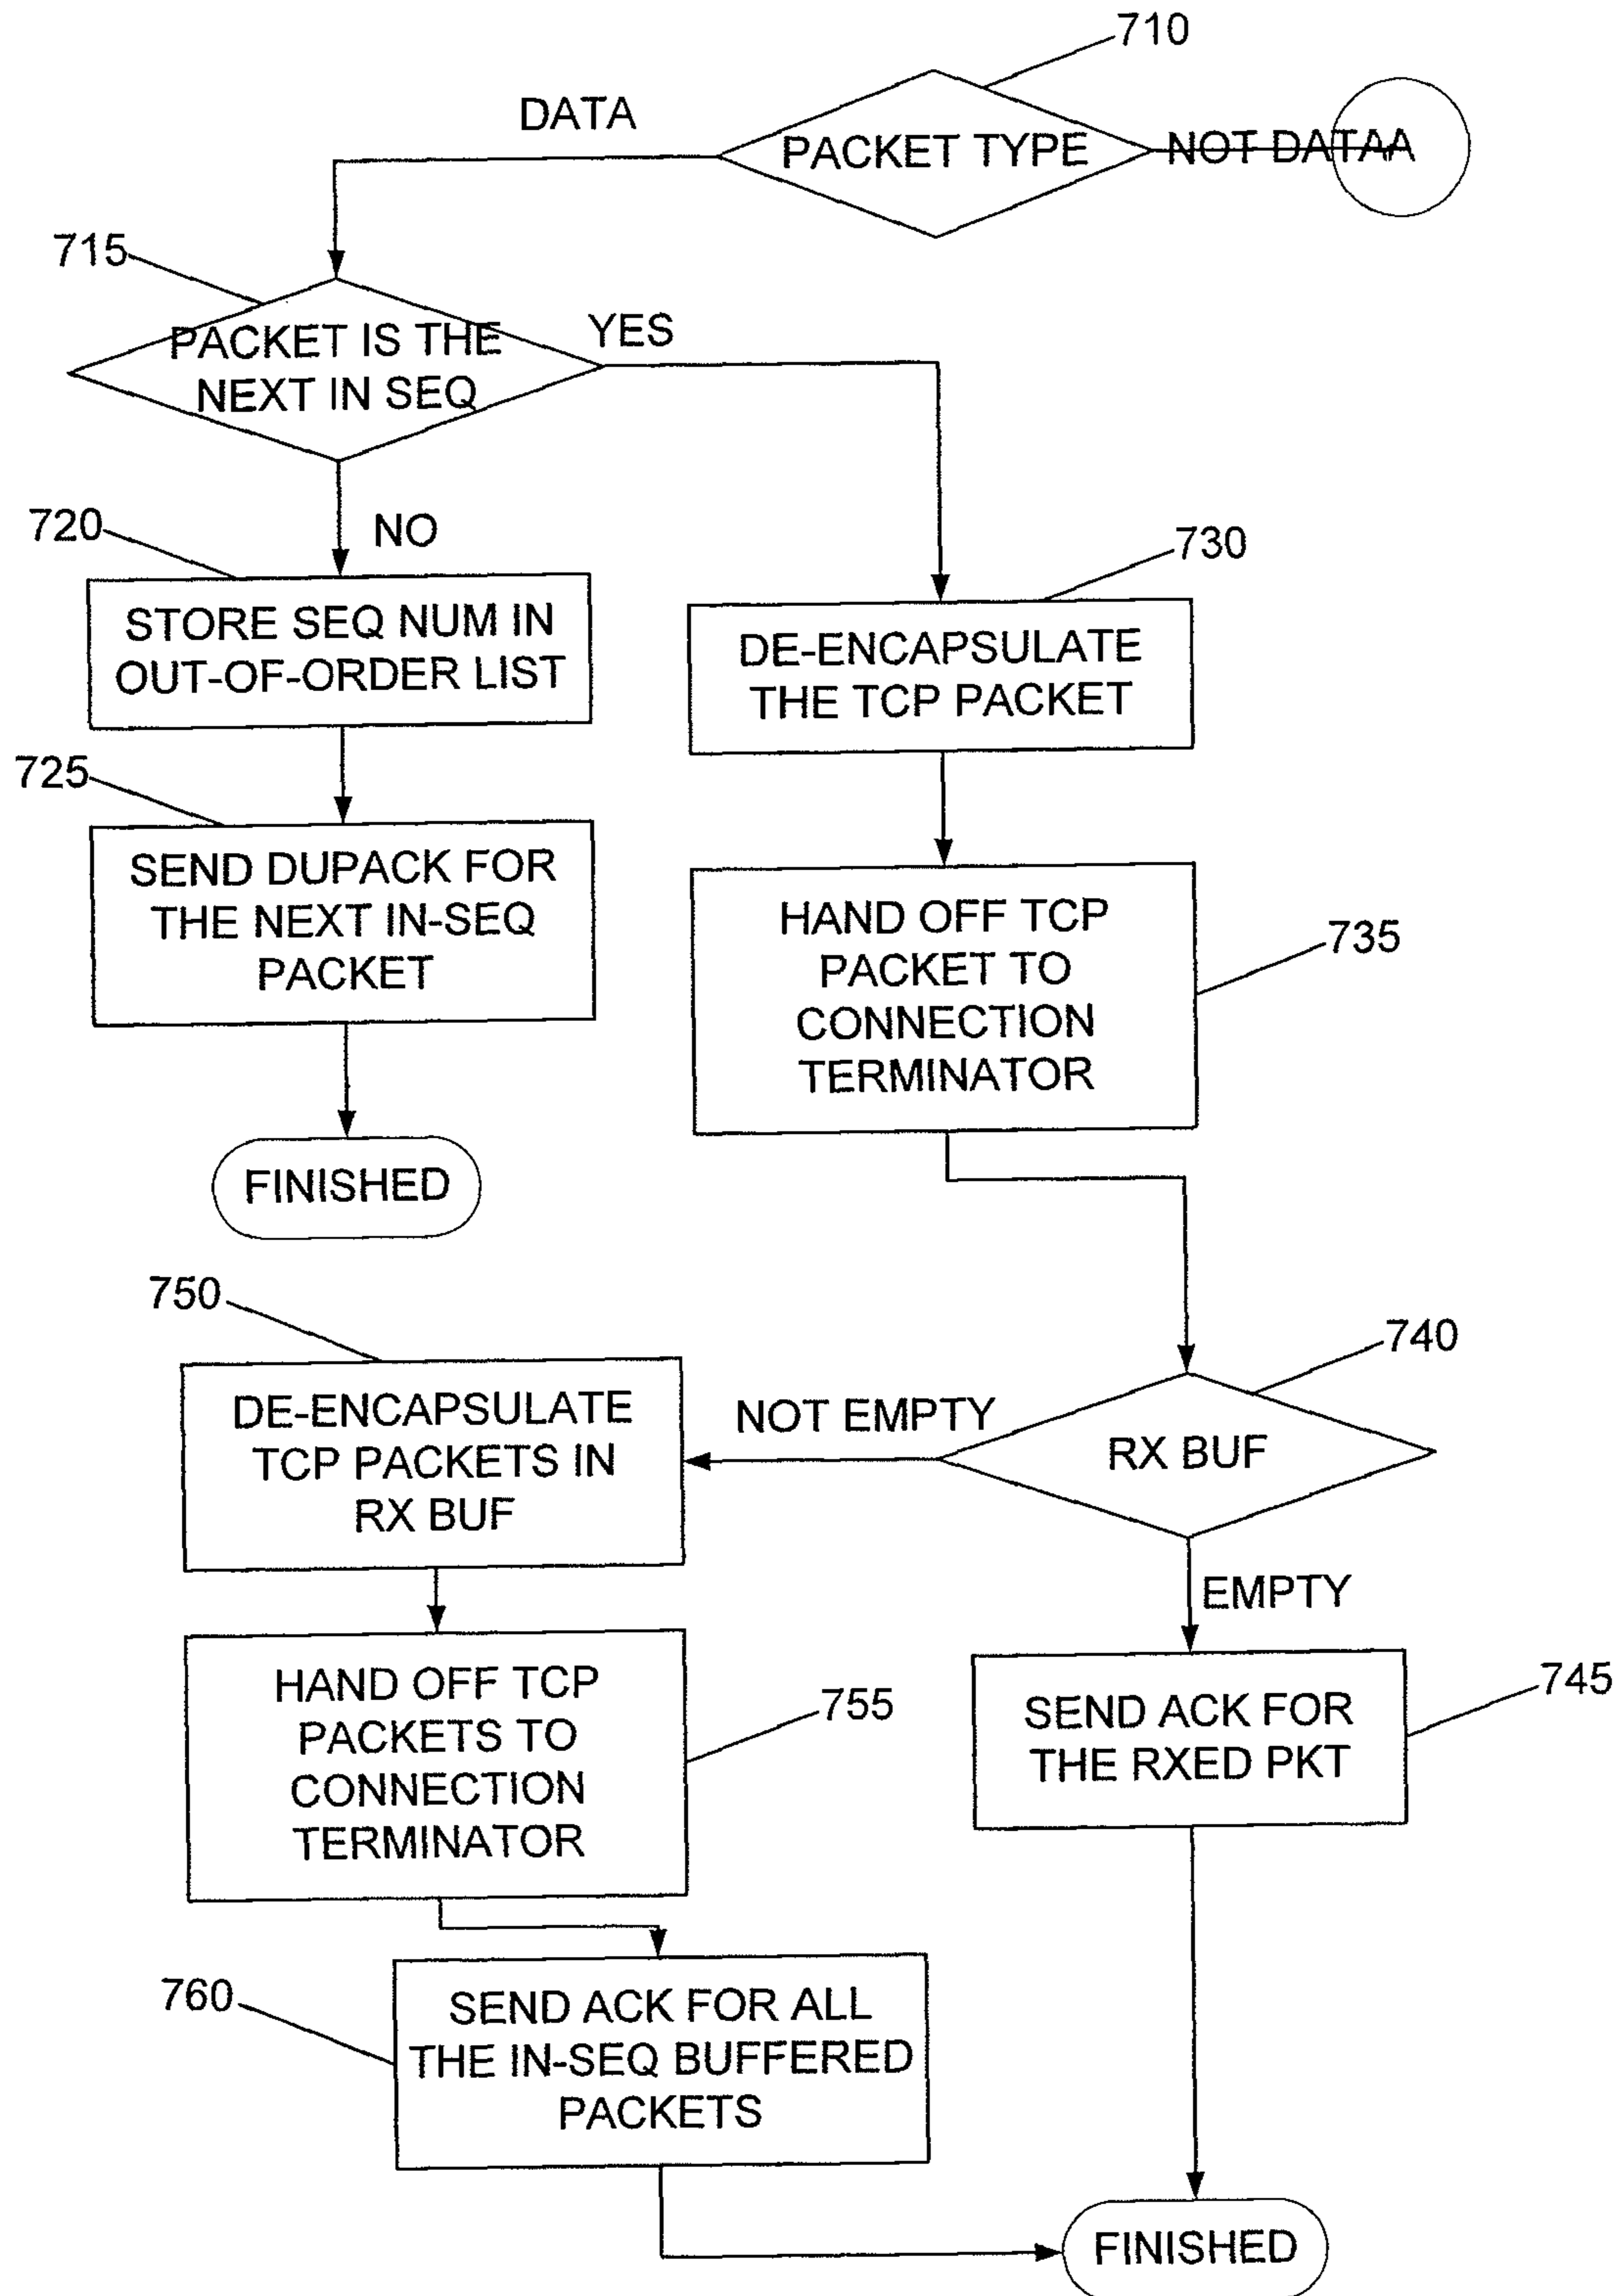 710
DATA
PACKET TYPE
NOT DATA
A
715
PACKET IS THE
NEXT IN SEQ
YES
NO
720
STORE SEQ NUM IN
OUT-OF-ORDER LIST
730
DE-ENCAPSULATE
THE TCP PACKET
725
SEND DUPACK FOR
THE NEXT IN-SEQ
PACKET
735
HAND OFF TCP
PACKET TO
CONNECTION
TERMINATOR
FINISHED
750
DE-ENCAPSULATE
TCP PACKETS IN
RX BUF
NOT EMPTY
740
RX BUF
EMPTY
755
HAND OFF TCP
PACKETS TO
CONNECTION
TERMINATOR
745
SEND ACK FOR
THE RXED PKT
760
SEND ACK FOR ALL
THE IN-SEQ BUFFERED
PACKETS
FINISHED